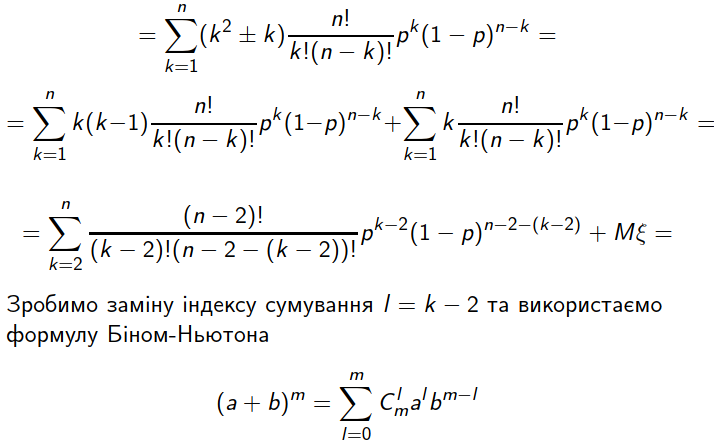 = \sum_{k=1}^{n} (k^2 ± k) \frac{n!}{k!(n − k)!} p^k (1 − p)^{n−k} =
= \sum_{k=1}^{n} k(k−1) \frac{n!}{k!(n − k)!} p^k (1−p)^{n−k} + \sum_{k=1}^{n} k \frac{n!}{k!(n − k)!} p^k (1−p)^{n−k} =
= \sum_{k=2}^{n} \frac{(n − 2)!}{(k − 2)!(n − 2 − (k − 2))!} p^{k−2} (1 − p)^{n−2−(k−2)} + Mξ =
Зробимо заміну індексу сумування l = k − 2 та використаємо
формулу Біном-Ньютона
(a + b)^m = \sum_{l=0}^{m} C_m^l a^l b^{m−l}